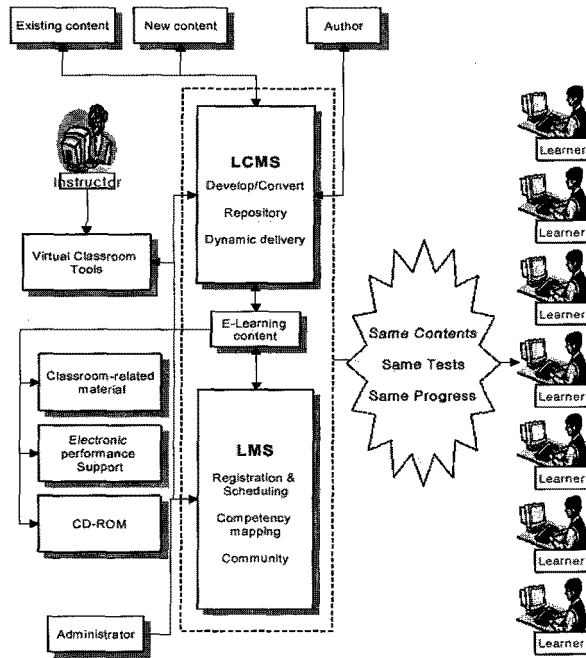 Existing content
New content
Author
Instructor
LCMS
Develop/Convert
Repository
Dynamic delivery
Virtual Classroom
Tools
E-Learning
content
Classroom-related
material
Electronic
performance
Support
CD-ROM
LMS
Registration &
Scheduling
Competency
mapping
Community
Administrator
Same Contents
Same Tests
Same Progress
Learner
Learner
Learner
Learner
Learner
Learner
Learner